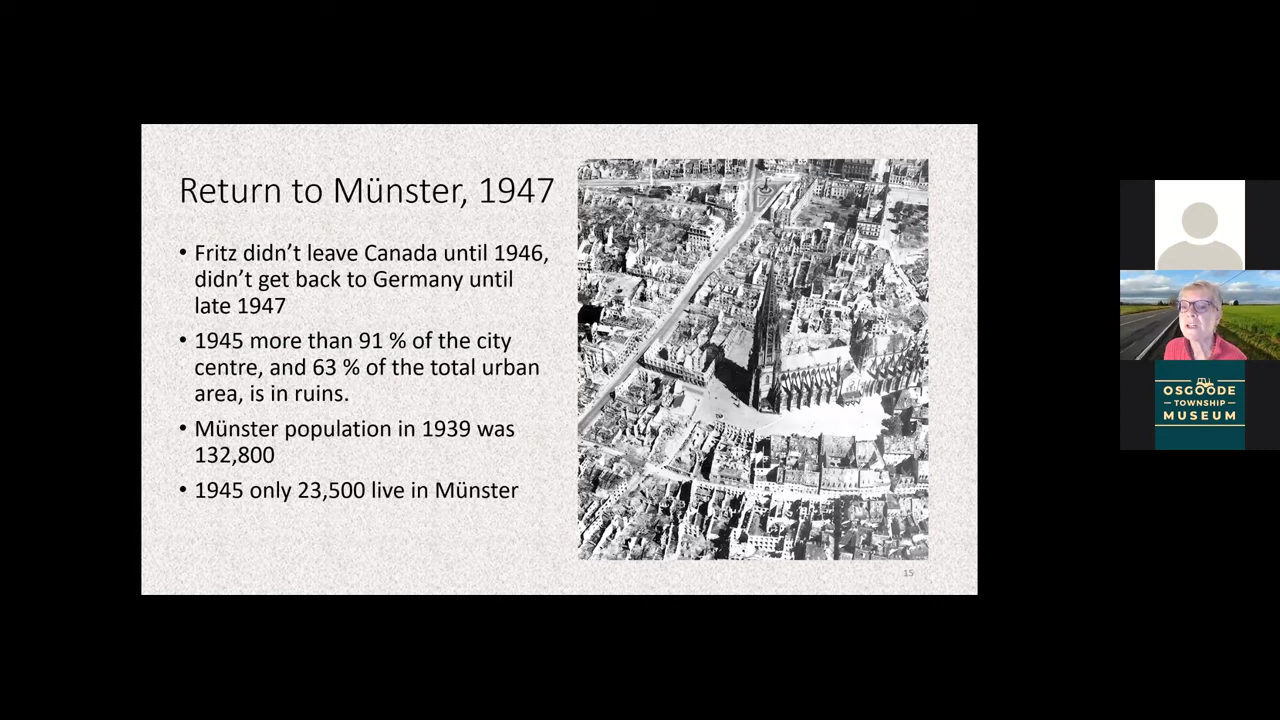 Return to Münster, 1947
• Fritz didn’t leave Canada until 1946,
didn’t get back to Germany until
late 1947
• 1945 more than 91 % of the city
centre, and 63 % of the total urban
area, is in ruins.
• Münster population in 1939 was
132,800
• 1945 only 23,500 live in Münster
15
OSGOODE
TOWNSHIP
MUSEUM